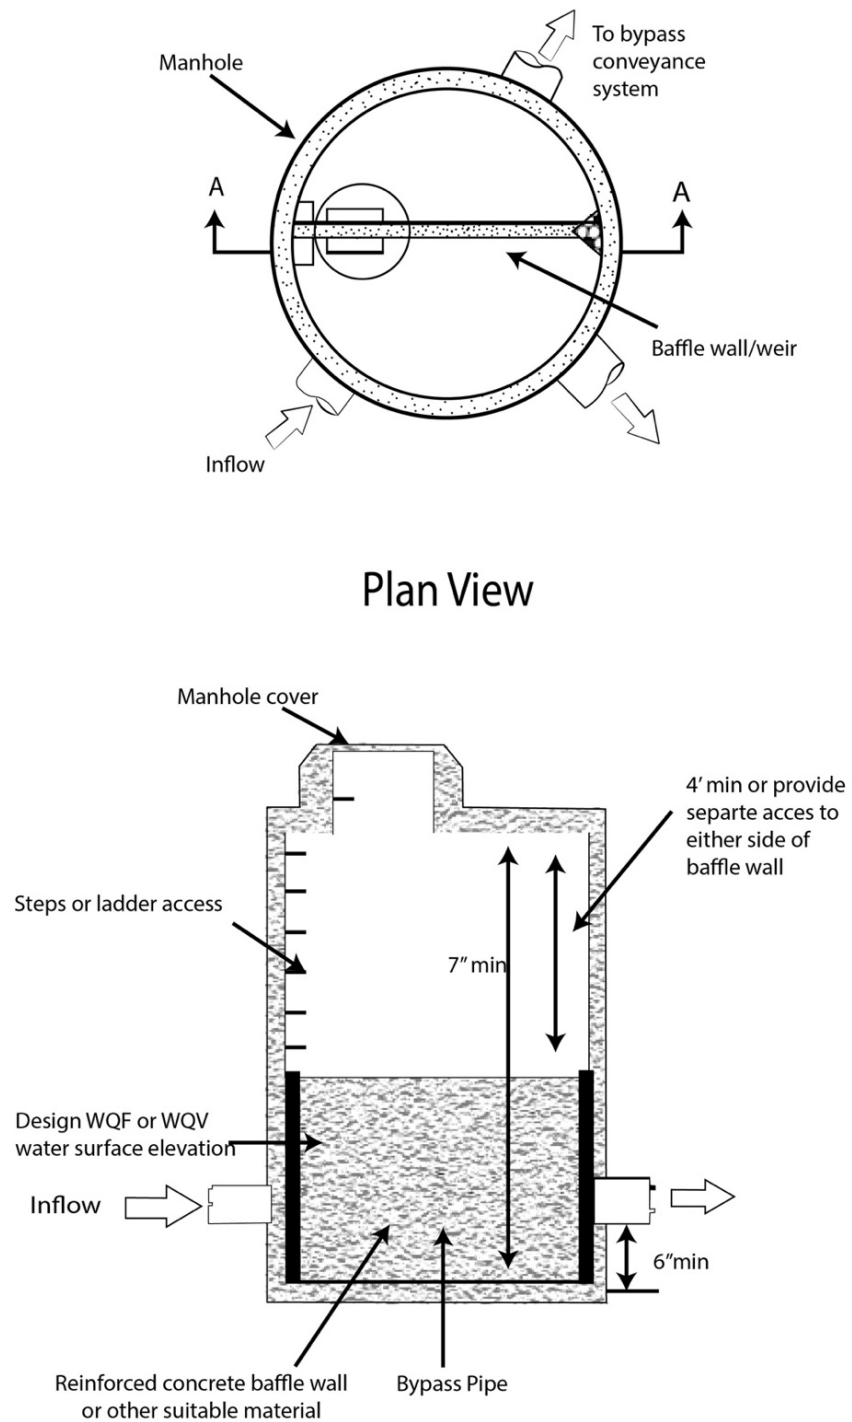 To bypass
conveyance
system
Manhole
A
A
Baffle wall/weir
Inflow
Plan View
Manhole cover
4’ min or provide
separte acces to
either side of
baffle wall
Steps or ladder access
7” min
Design WQF or WQV
water surface elevation
Inflow
6”min
Reinforced concrete baffle wall
or other suitable material
Bypass Pipe